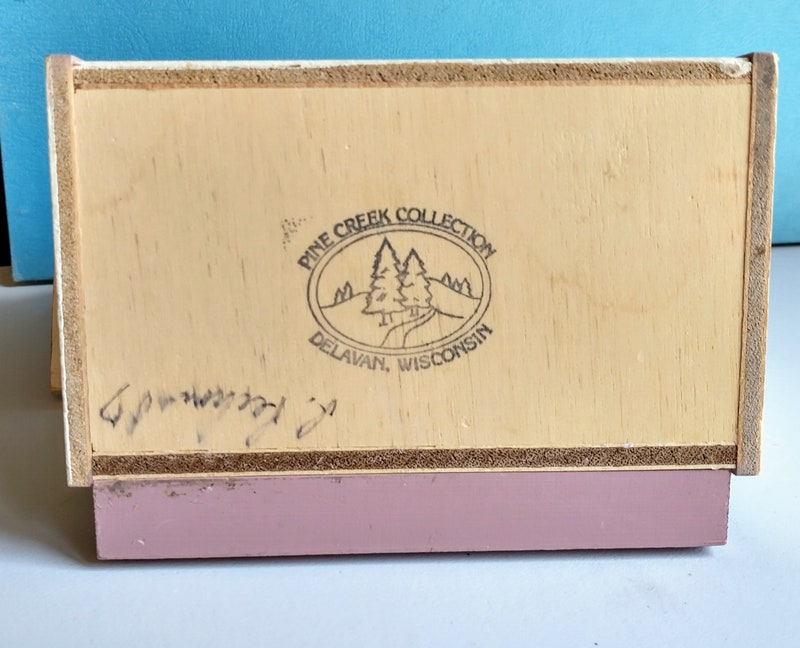 PINE CREEK COLLECTION
DELAVAN, WISCONSIN